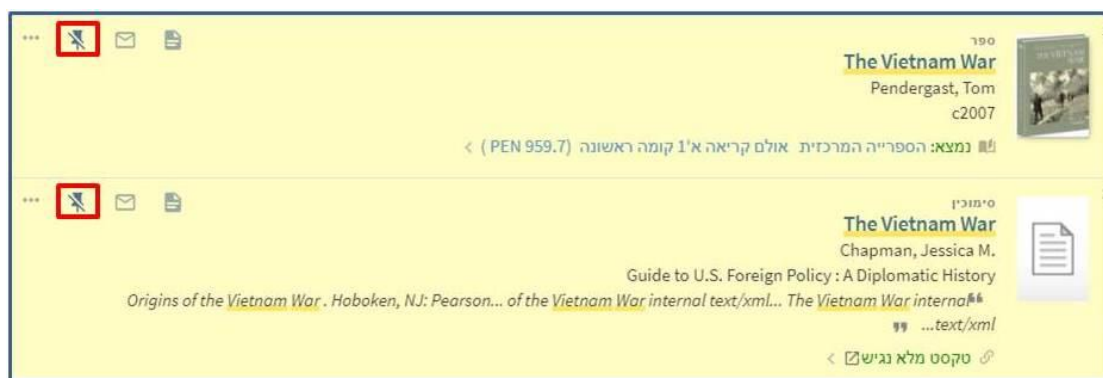 ספר
The Vietnam War
Pendergast, Tom
c2007
נמצא: הספרייה המרכזית אולם קריאה א'1 קומה ראשונה (PEN 959.7 )
סימוכין
The Vietnam War
Chapman, Jessica M.
Guide to U.S. Foreign Policy : A Diplomatic History
Origins of the Vietnam War . Hoboken, NJ: Pearson... of the Vietnam War internal text/xml... The Vietnam War internal
...text/xml
טקסט מלא נגיש